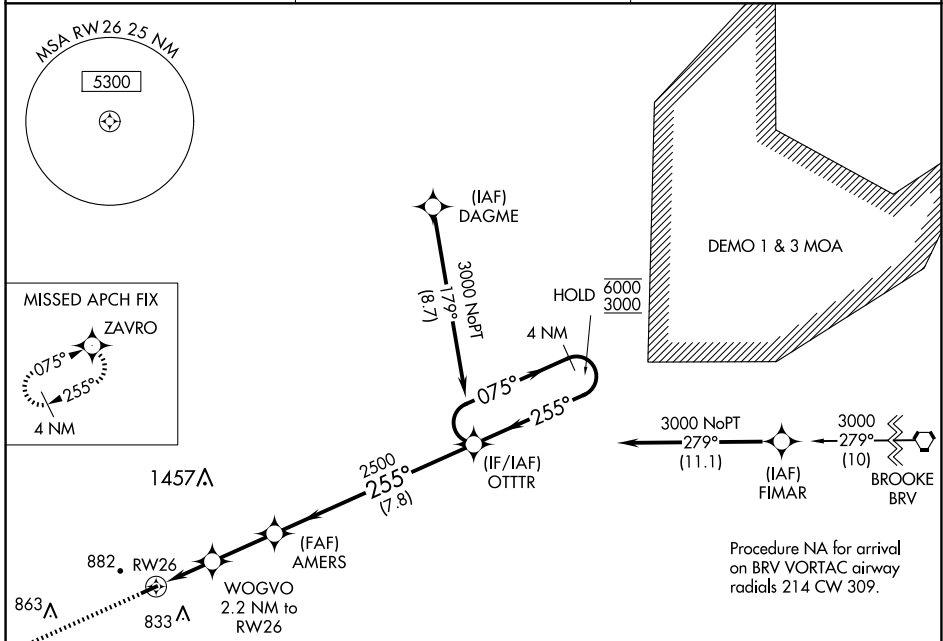 MSA RW26 25 NM
5300
(IAF)
DAGME
3000 NoPT
179°
(8.7)
DEMO 1 & 3 MOA
HOLD
6000
3000
4 NM
075°
255°
MISSED APCH FIX
ZAVRO
075°
255°
4 NM
3000 NoPT
279°
(11.1)
(IAF)
FIMAR
3000
279°
(10)
BROOKE
BRV
(IF/IAF)
OTTTR
1457
2500
255°
(7.8)
(FAF)
AMERS
Procedure NA for arrival
on BRV VORTAC airway
radials 214 CW 309.
882
RW26
WOGVO
2.2 NM to
RW26
863
833